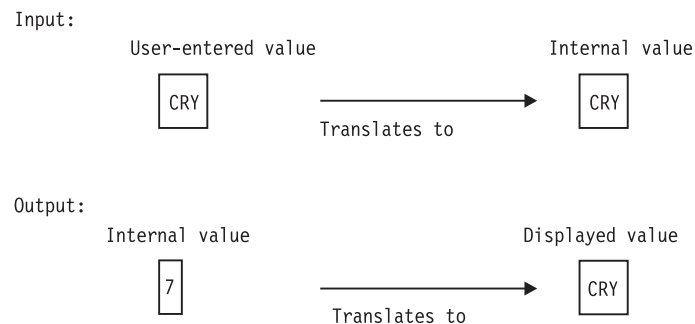 Input:
User-entered value Internal value
CRY CRY
Translates to
Output:
Internal value Displayed value
7 CRY
Translates to